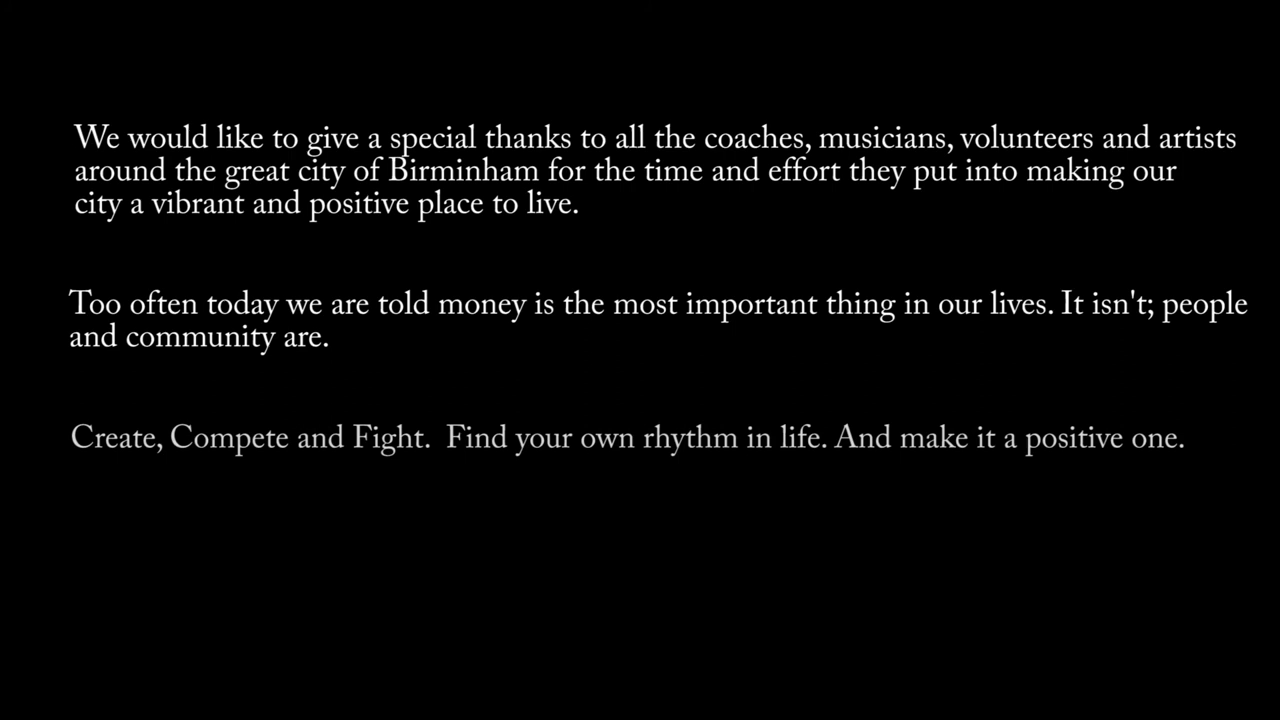 We would like to give a special thanks to all the coaches, musicians, volunteers and artists
around the great city of Birminham for the time and effort they put into making our
city a vibrant and positive place to live.
Too often today we are told money is the most important thing in our lives. It isn't; people
and community are.
Create, Compete and Fight.  Find your own rhythm in life. And make it a positive one.